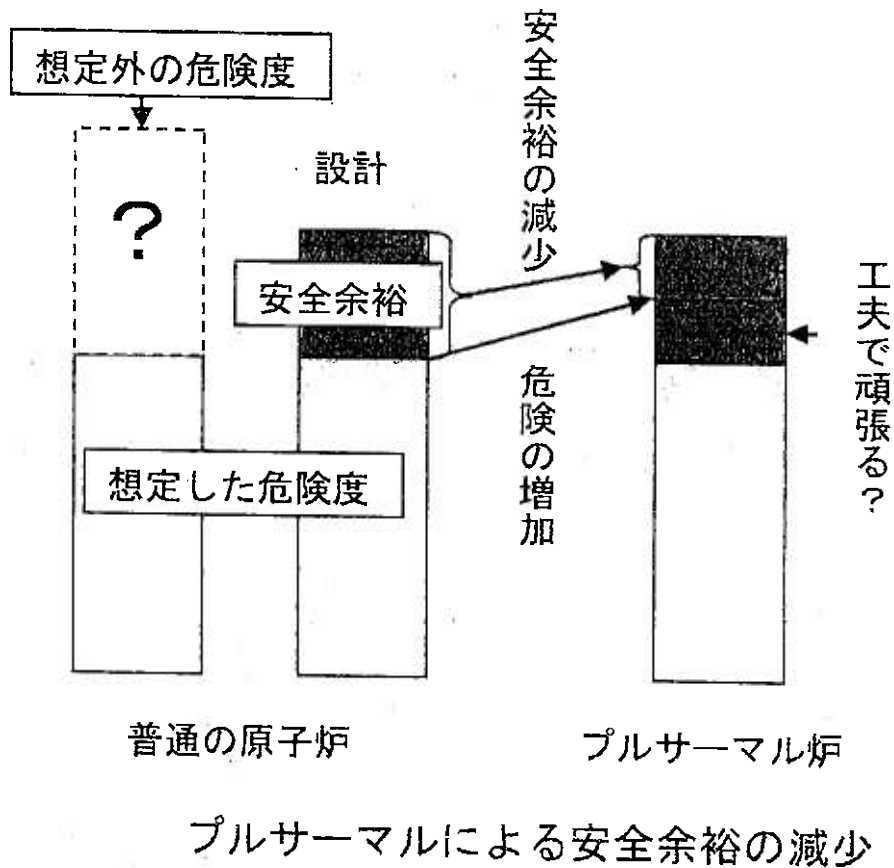 想定外の危険度
?
設計
安全余裕
想定した危険度
安全余裕の減少
危険の増加
工夫で頑張る?
普通の原子炉
プルサーマル炉
プルサーマルによる安全余裕の減少